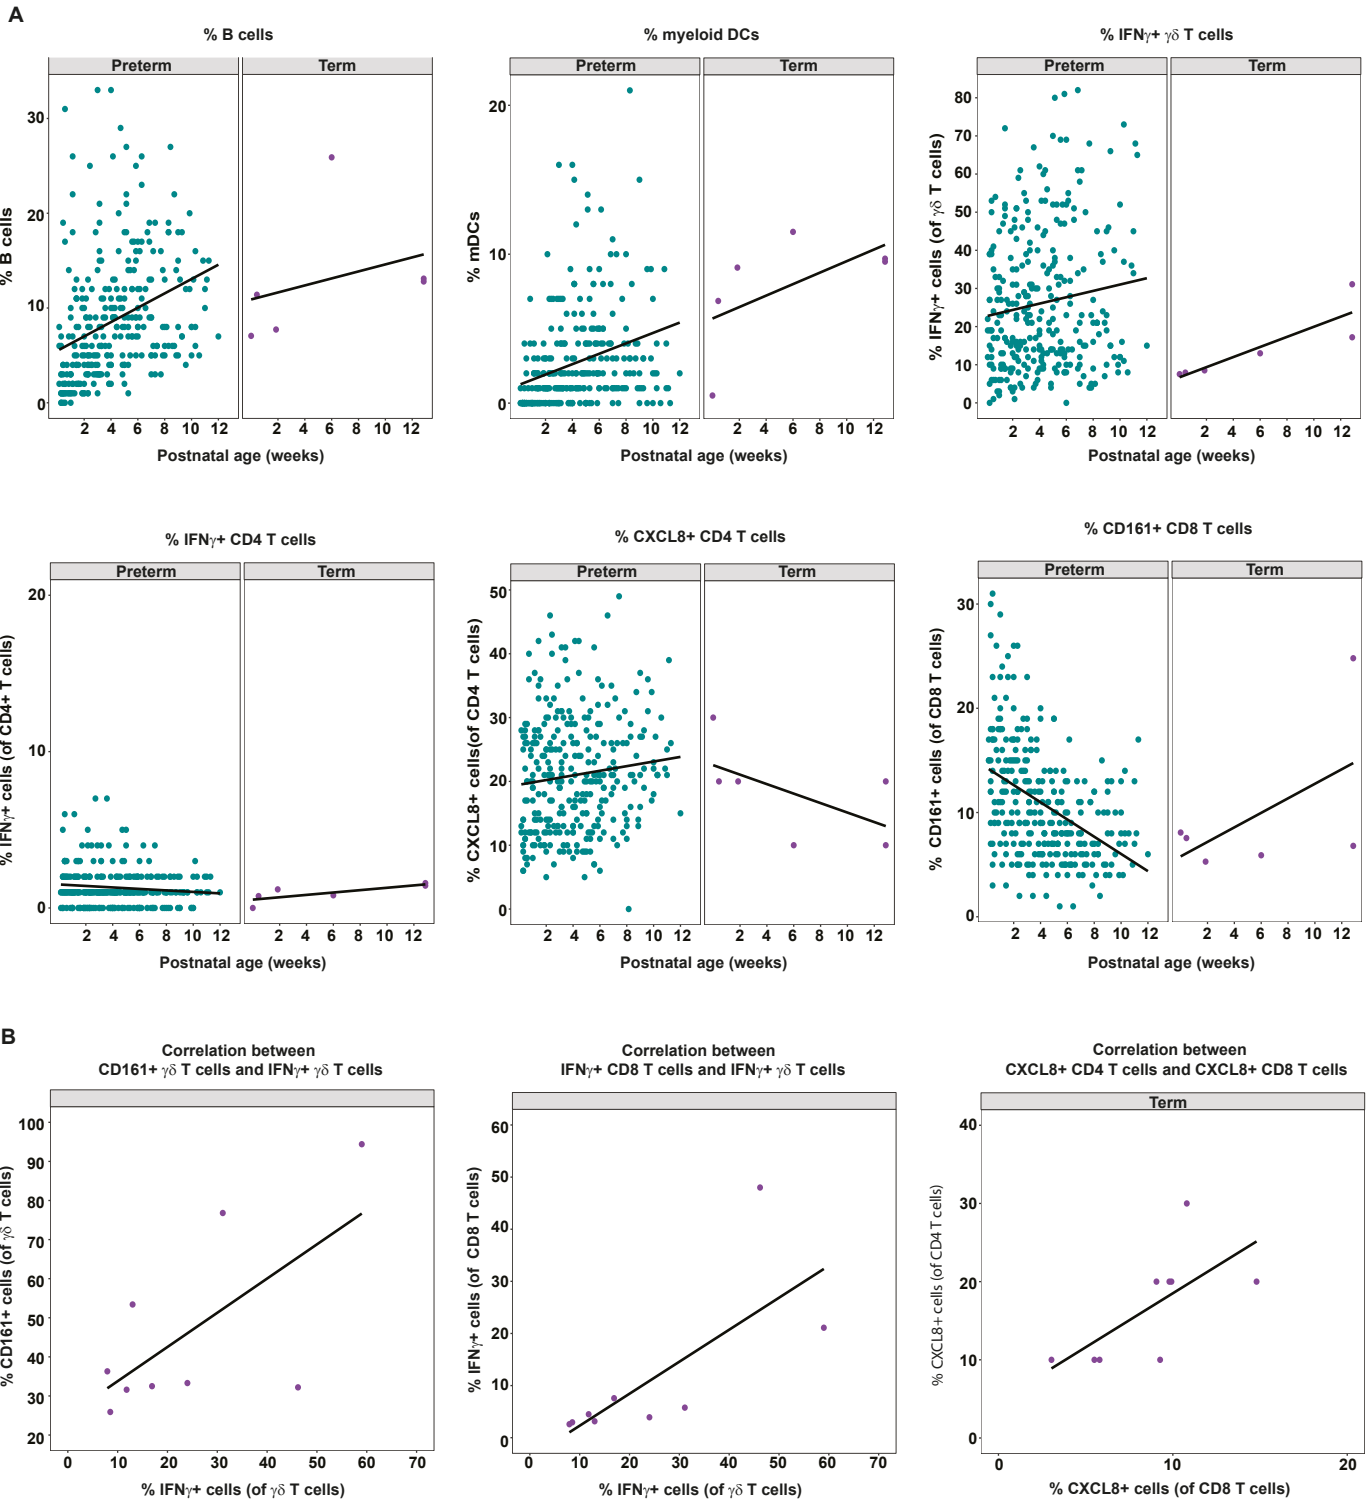 A
% B cells
Preterm
Term
% B cells
30
20
10
0
2 4 6 8 10 12
2 4 6 8 10 12
Postnatal age (weeks)
% myeloid DCs
Preterm
Term
% mDCs
20
10
0
2 4 6 8 10 12
2 4 6 8 10 12
Postnatal age (weeks)
% IFNγ+ γδ T cells
Preterm
Term
% IFNγ+ cells (of γδ T cells)
80
70
60
50
40
30
20
10
0
2 4 6 8 10 12
2 4 6 8 10 12
Postnatal age (weeks)
% IFNγ+ CD4 T cells
Preterm
Term
% IFNγ+ cells (of CD4+ T cells)
20
10
0
2 4 6 8 10 12
2 4 6 8 10 12
Postnatal age (weeks)
% CXCL8+ CD4 T cells
Preterm
Term
% CXCL8+ cells(of CD4 T cells)
50
40
30
20
10
0
2 4 6 8 10 12
2 4 6 8 10 12
Postnatal age (weeks)
% CD161+ CD8 T cells
Preterm
Term
% CD161+ cells (of CD8 T cells)
30
20
10
0
2 4 6 8 10 12
2 4 6 8 10 12
Postnatal age (weeks)
B
Correlation between
CD161+ γδ T cells and IFNγ+ γδ T cells
% CD161+ cells (of γδ T cells)
100
90
80
70
60
50
40
30
20
0 10 20 30 40 50 60 70
% IFNγ+ cells (of γδ T cells)
Correlation between
IFNγ+ CD8 T cells and IFNγ+ γδ T cells
% IFNγ+ cells (of CD8 T cells)
60
50
40
30
20
10
0
0 10 20 30 40 50 60 70
% IFNγ+ cells (of γδ T cells)
Correlation between
CXCL8+ CD4 T cells and CXCL8+ CD8 T cells
Term
% CXCL8+ cells (of CD4 T cells)
40
30
20
10
0
0 10 20
% CXCL8+ cells (of CD8 T cells)